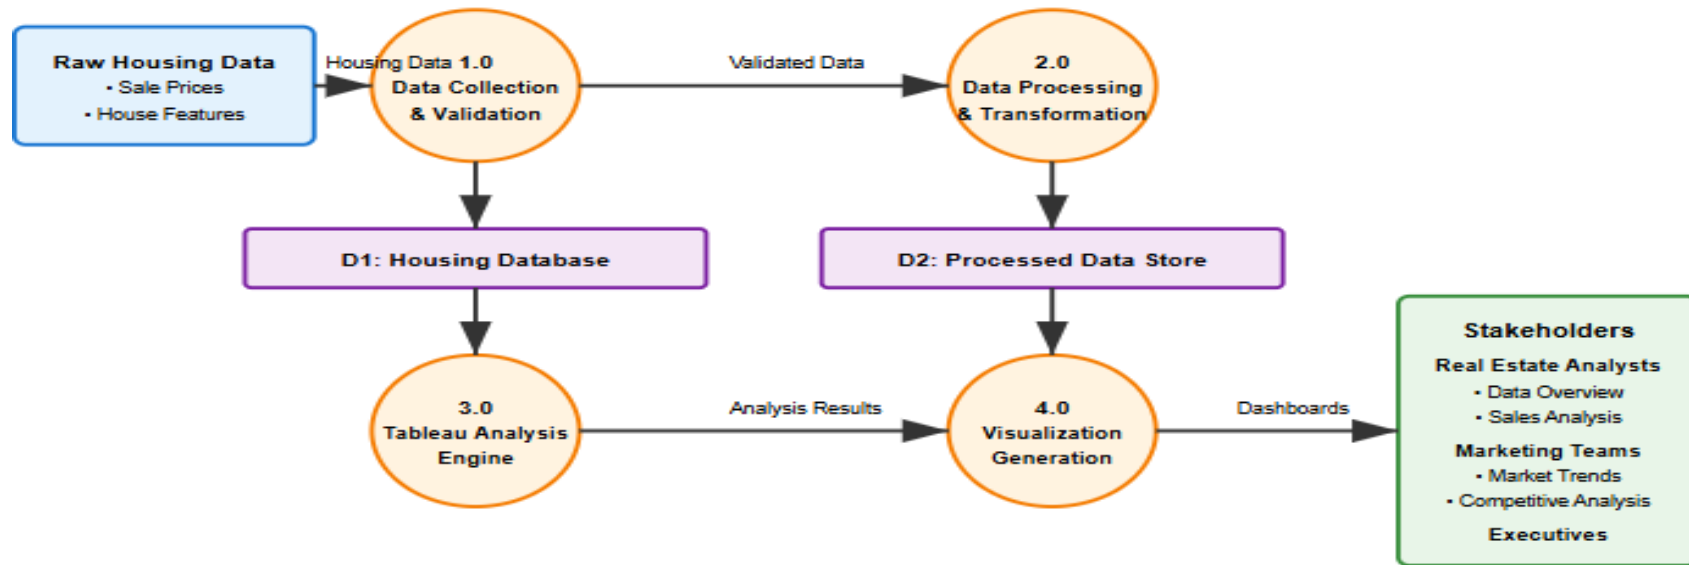 Raw Housing Data
▪ Sale Prices
▪ House Features
Housing Data
1.0
Data Collection
& Validation
Validated Data
2.0
Data Processing
& Transformation
D1: Housing Database
D2: Processed Data Store
3.0
Tableau Analysis
Engine
Analysis Results
4.0
Visualization
Generation
Dashboards
Stakeholders
Real Estate Analysts
▪ Data Overview
▪ Sales Analysis
Marketing Teams
▪ Market Trends
▪ Competitive Analysis
Executives